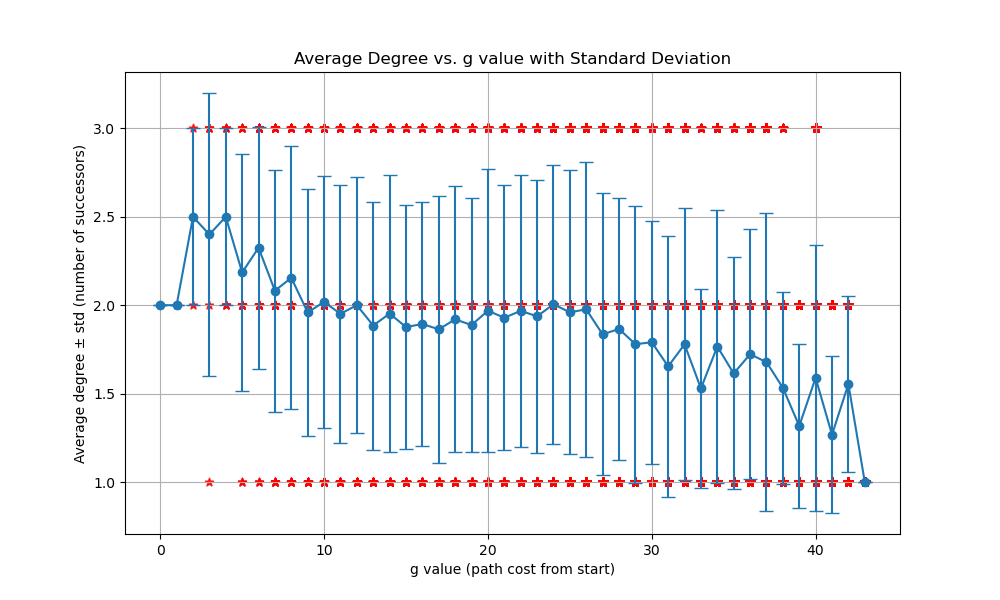 Average Degree vs. g value with Standard Deviation
Average degree ± std (number of successors)
3.0
2.5
2.0
1.5
1.0
0 10 20 30 40
g value (path cost from start)